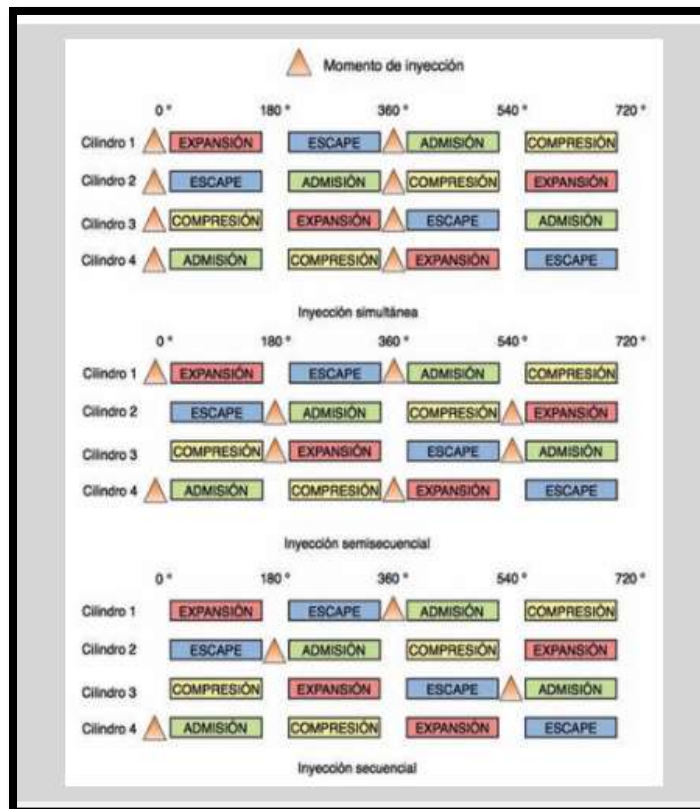 Momento de inyección
0 ° 180 ° 360 ° 540 ° 720 °
Cilindro 1 EXPANSIÓN ESCAPE ADMISIÓN COMPRESIÓN
Cilindro 2 ESCAPE ADMISIÓN COMPRESIÓN EXPANSIÓN
Cilindro 3 COMPRESIÓN EXPANSIÓN ESCAPE ADMISIÓN
Cilindro 4 ADMISIÓN COMPRESIÓN EXPANSIÓN ESCAPE
Inyección simultánea
0 ° 180 ° 360 ° 540 ° 720 °
Cilindro 1 EXPANSIÓN ESCAPE ADMISIÓN COMPRESIÓN
Cilindro 2 ESCAPE ADMISIÓN COMPRESIÓN EXPANSIÓN
Cilindro 3 COMPRESIÓN EXPANSIÓN ESCAPE ADMISIÓN
Cilindro 4 ADMISIÓN COMPRESIÓN EXPANSIÓN ESCAPE
Inyección semisecuencial
0 ° 180 ° 360 ° 540 ° 720 °
Cilindro 1 EXPANSIÓN ESCAPE ADMISIÓN COMPRESIÓN
Cilindro 2 ESCAPE ADMISIÓN COMPRESIÓN EXPANSIÓN
Cilindro 3 COMPRESIÓN EXPANSIÓN ESCAPE ADMISIÓN
Cilindro 4 ADMISIÓN COMPRESIÓN EXPANSIÓN ESCAPE
Inyección secuencial